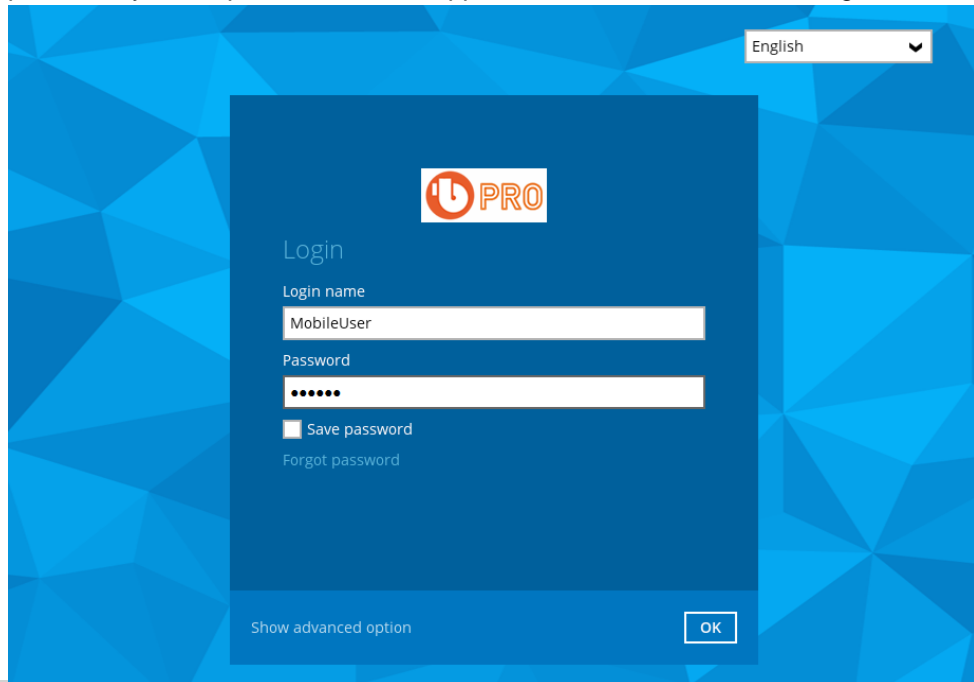 English
PRO
Login
Login name
MobileUser
Password
••••••
Save password
Forgot password
Show advanced option
OK